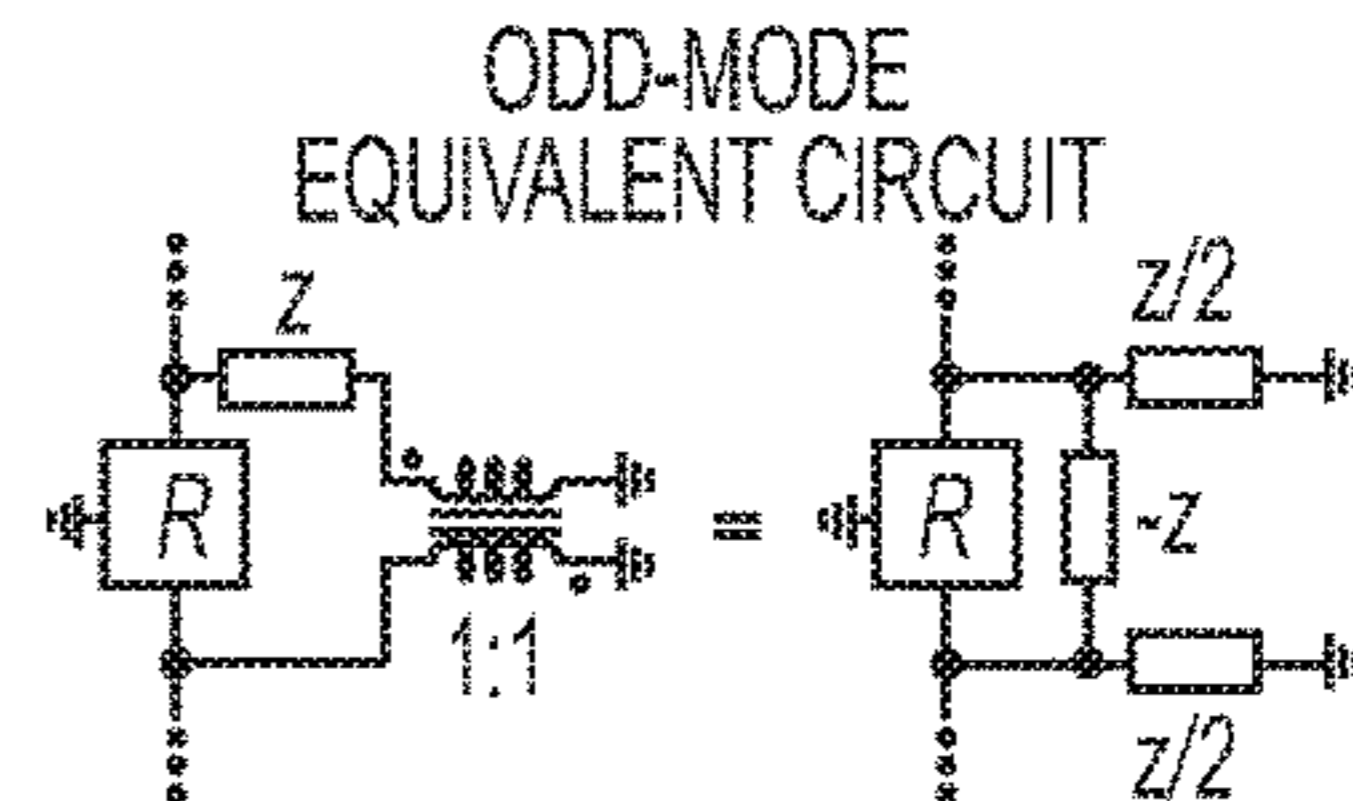 ODD-MODE
EQUIVALENT CIRCUIT
Z
Z/2
R
=
R
-Z
1:1
Z/2